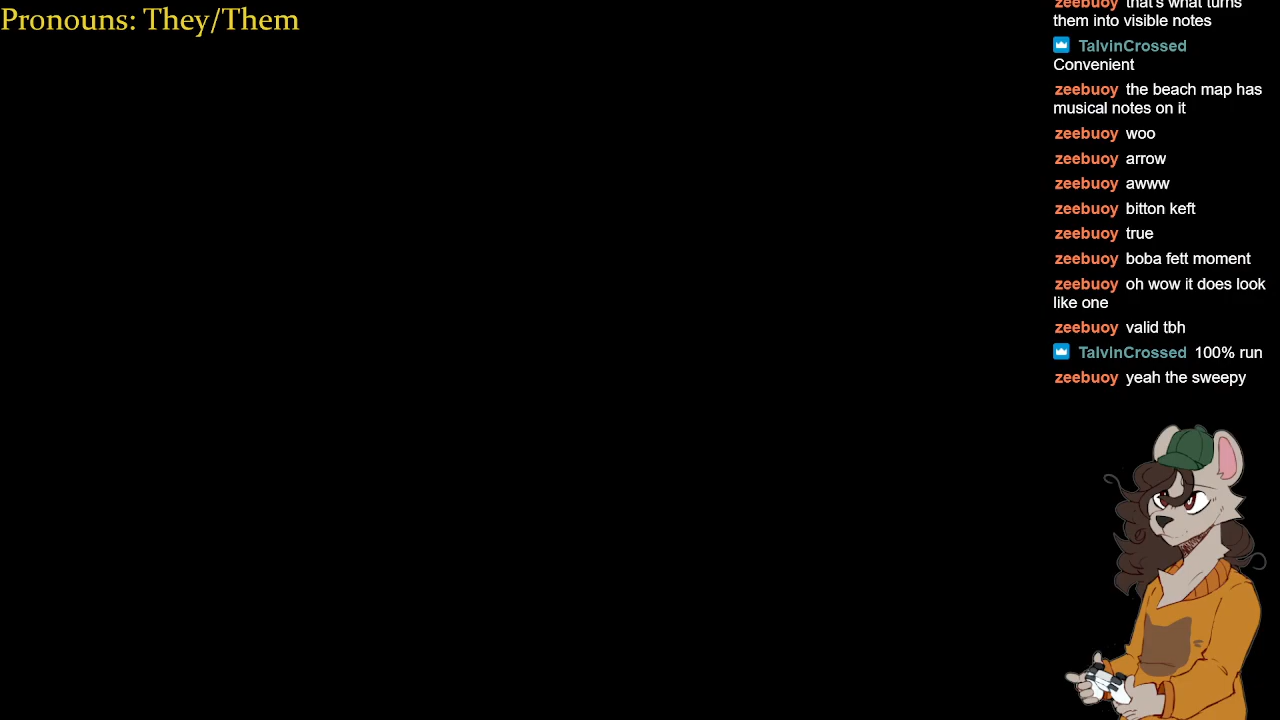 Pronouns: They/Them
zeebuoy that's what turns
them into visible notes
TalvinCrossed
Convenient
zeebuoy the beach map has
musical notes on it
zeebuoy woo
zeebuoy arrow
zeebuoy awww
zeebuoy bitton keft
zeebuoy true
zeebuoy boba fett moment
zeebuoy oh wow it does look
like one
zeebuoy valid tbh
TalvinCrossed 100% run
zeebuoy yeah the sweepy